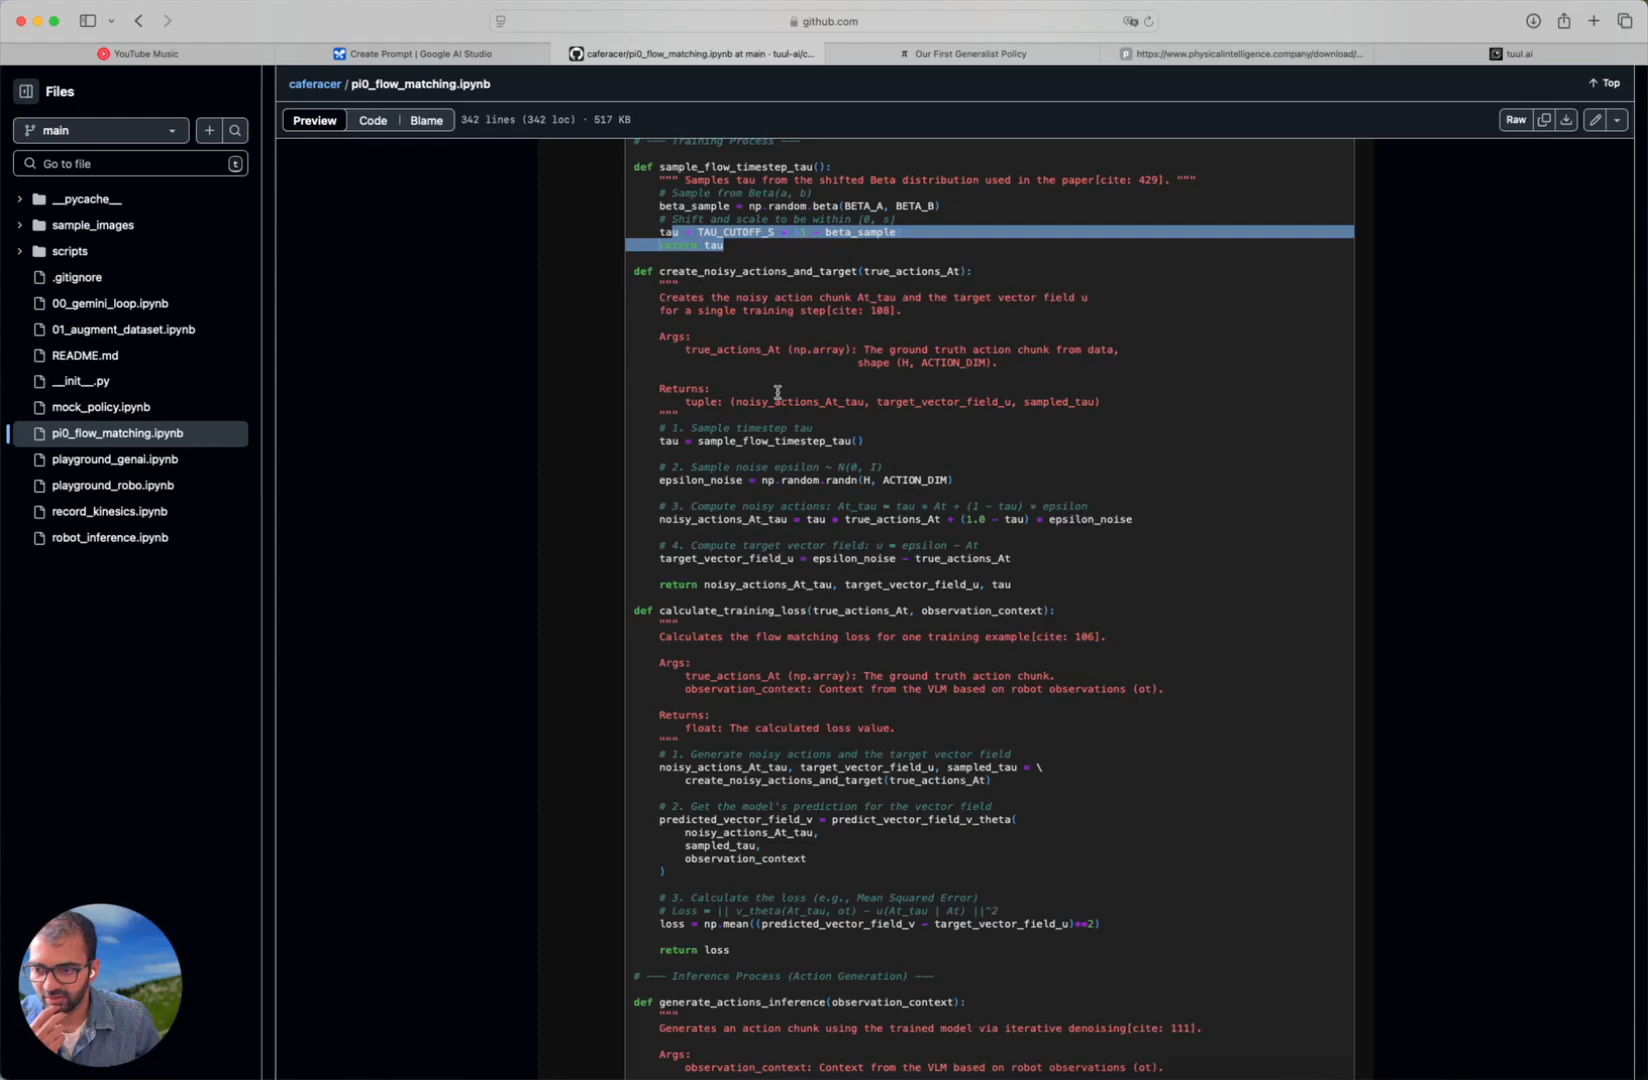 github.com
YouTube Music
Create Prompt | Google AI Studio
caferacer/pi0_flow_matching.ipynb at main · tuul-ai/c...
π Our First Generalist Policy
https://www.physicalintelligence.company/download/...
tuul.ai
Files
main
Go to file
t
__pycache__
sample_images
scripts
.gitignore
00_gemini_loop.ipynb
01_augment_dataset.ipynb
README.md
__init__.py
mock_policy.ipynb
pi0_flow_matching.ipynb
playground_genai.ipynb
playground_robo.ipynb
record_kinesics.ipynb
robot_inference.ipynb
caferacer / pi0_flow_matching.ipynb
↑ Top
Preview Code Blame 342 lines (342 loc) · 517 KB
Raw
# --- Training Process ---
def sample_flow_timestep_tau():
""" Samples tau from the shifted Beta distribution used in the paper[cite: 429]. """
# Sample from Beta(a, b)
beta_sample = np.random.beta(BETA_A, BETA_B)
# Shift and scale to be within [0, s]
tau = TAU_CUTOFF_S * (1 - beta_sample)
return tau
def create_noisy_actions_and_target(true_actions_At):
"""
Creates the noisy action chunk At_tau and the target vector field u
for a single training step[cite: 108].
Args:
true_actions_At (np.array): The ground truth action chunk from data,
shape (H, ACTION_DIM).
Returns:
tuple: (noisy_actions_At_tau, target_vector_field_u, sampled_tau)
"""
# 1. Sample timestep tau
tau = sample_flow_timestep_tau()
# 2. Sample noise epsilon ~ N(0, I)
epsilon_noise = np.random.randn(H, ACTION_DIM)
# 3. Compute noisy actions: At_tau = tau * At + (1 - tau) * epsilon
noisy_actions_At_tau = tau * true_actions_At + (1.0 - tau) * epsilon_noise
# 4. Compute target vector field: u = epsilon - At
target_vector_field_u = epsilon_noise - true_actions_At
return noisy_actions_At_tau, target_vector_field_u, tau
def calculate_training_loss(true_actions_At, observation_context):
"""
Calculates the flow matching loss for one training example[cite: 106].
Args:
true_actions_At (np.array): The ground truth action chunk.
observation_context: Context from the VLM based on robot observations (ot).
Returns:
float: The calculated loss value.
"""
# 1. Generate noisy actions and the target vector field
noisy_actions_At_tau, target_vector_field_u, sampled_tau = \
create_noisy_actions_and_target(true_actions_At)
# 2. Get the model's prediction for the vector field
predicted_vector_field_v = predict_vector_field_v_theta(
noisy_actions_At_tau,
sampled_tau,
observation_context
)
# 3. Calculate the loss (e.g., Mean Squared Error)
# Loss = || v_theta(At_tau, ot) - u(At_tau | At) ||^2
loss = np.mean((predicted_vector_field_v - target_vector_field_u)**2)
return loss
# --- Inference Process (Action Generation) ---
def generate_actions_inference(observation_context):
"""
Generates an action chunk using the trained model via iterative denoising[cite: 111].
Args:
observation_context: Context from the VLM based on robot observations (ot).